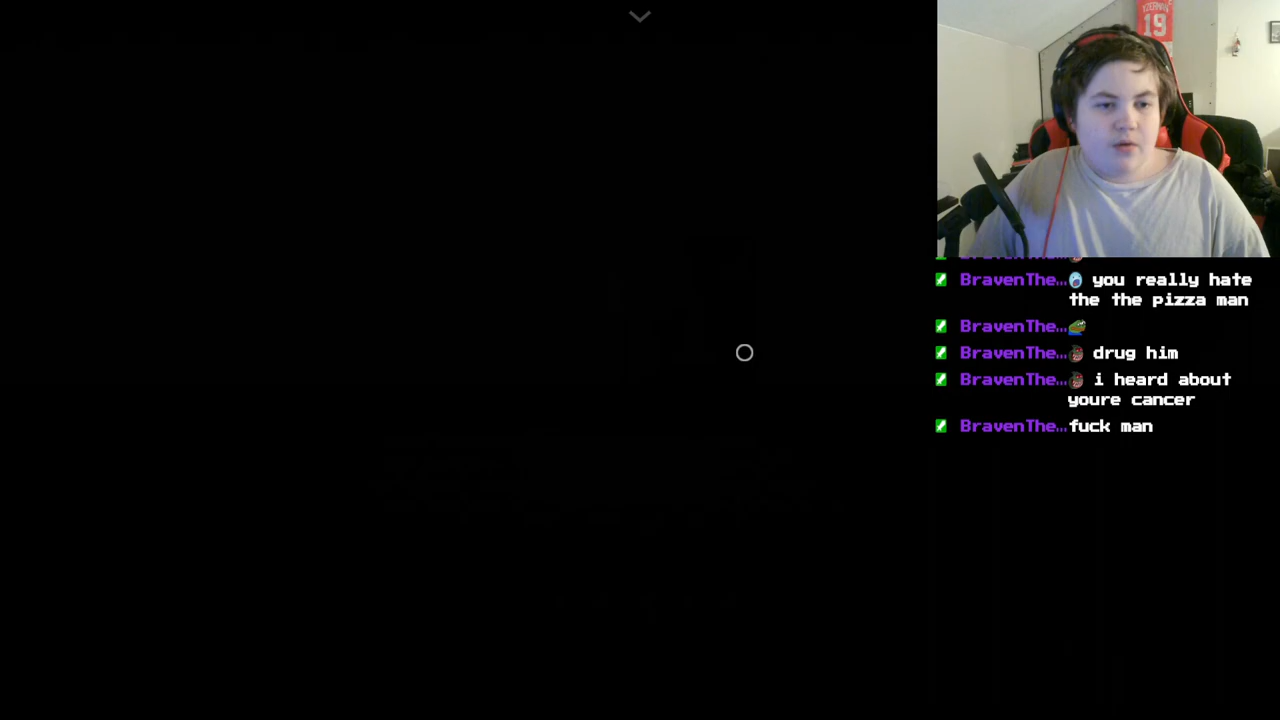 YZERMAN
19
BravenThe... you really hate
the the pizza man
BravenThe...
BravenThe... drug him
BravenThe... i heard about
youre cancer
BravenThe... fuck man